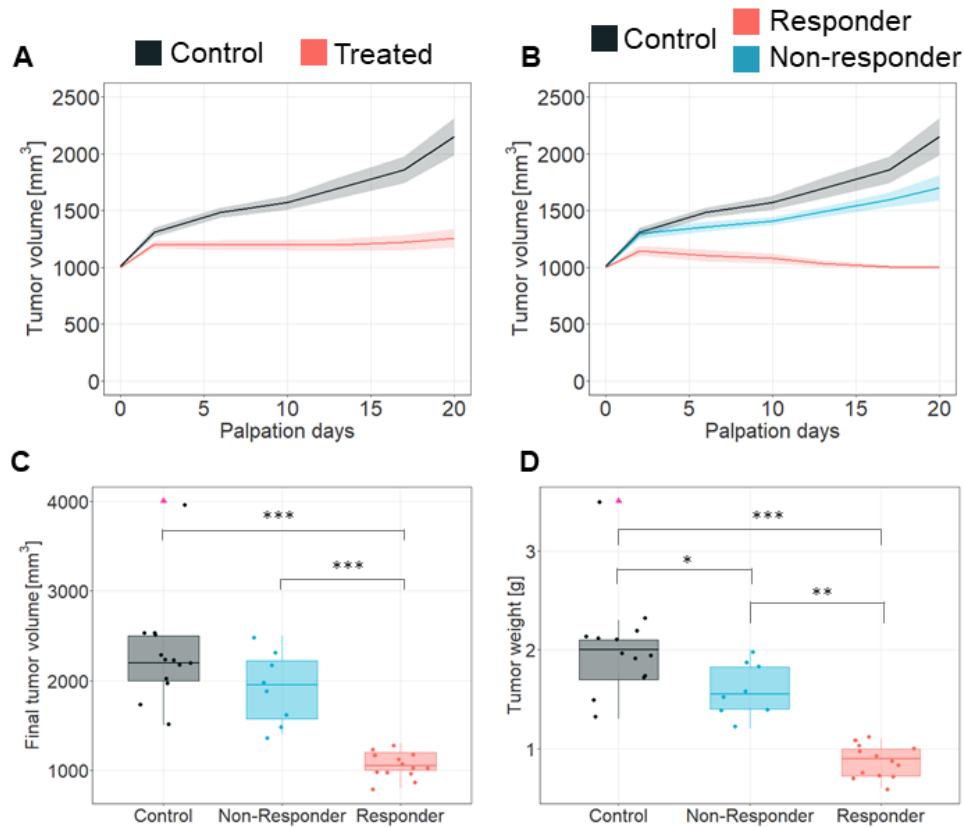 A
Control
Treated
2500
2000
1500
1000
500
0
Tumor volume [mm³]
0 5 10 15 20
Palpation days
B
Control
Responder
Non-responder
2500
2000
1500
1000
500
0
Tumor volume [mm³]
0 5 10 15 20
Palpation days
C
4000
3000
2000
1000
Final tumor volume [mm³]
***
***
Control Non-Responder Responder
D
3
2
1
Tumor weight [g]
***
*
**
Control Non-Responder Responder